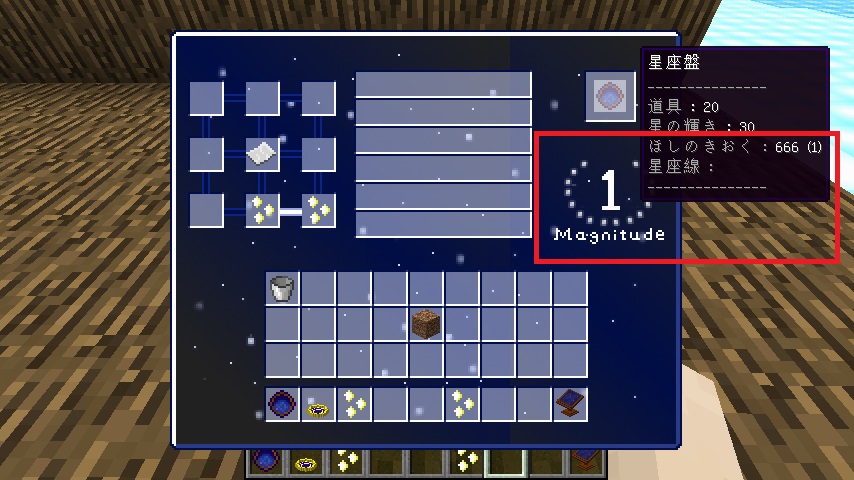 星座盤
---------------
道具 : 20
星の輝き : 30
ほしのきおく : 666 (1)
星座線 :
---------------
1
Magnitude